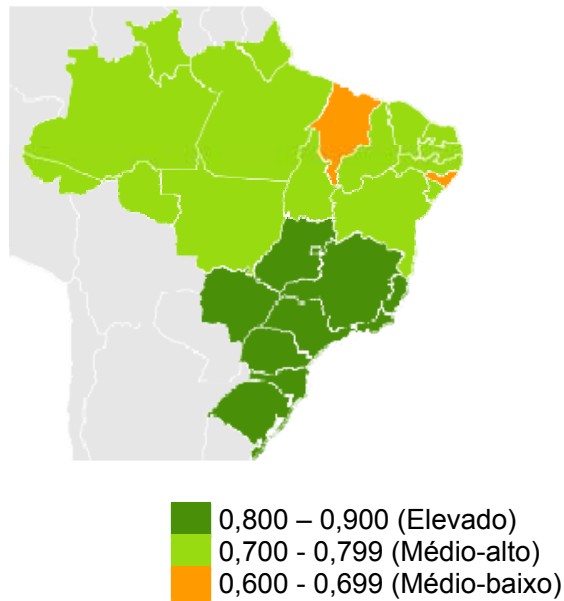 0,800 – 0,900 (Elevado)
0,700 - 0,799 (Médio-alto)
0,600 - 0,699 (Médio-baixo)